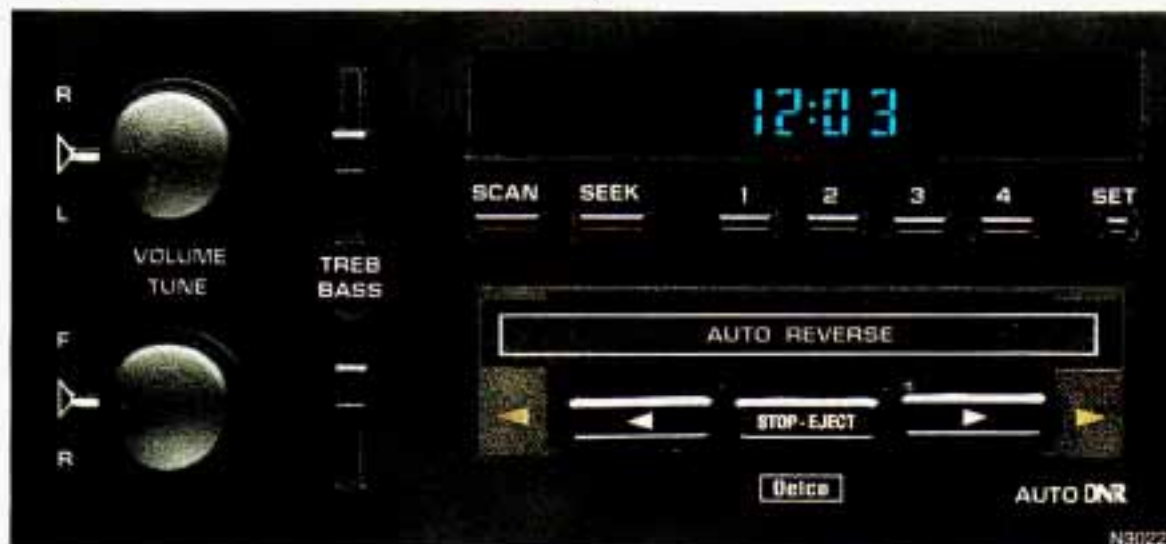 R
L
VOLUME
TUNE
F
R
TREB
BASS
12:03
SCAN SEEK 1 2 3 4 SET
AUTO REVERSE
STOP-EJECT
Delco
AUTO DNR
N3022